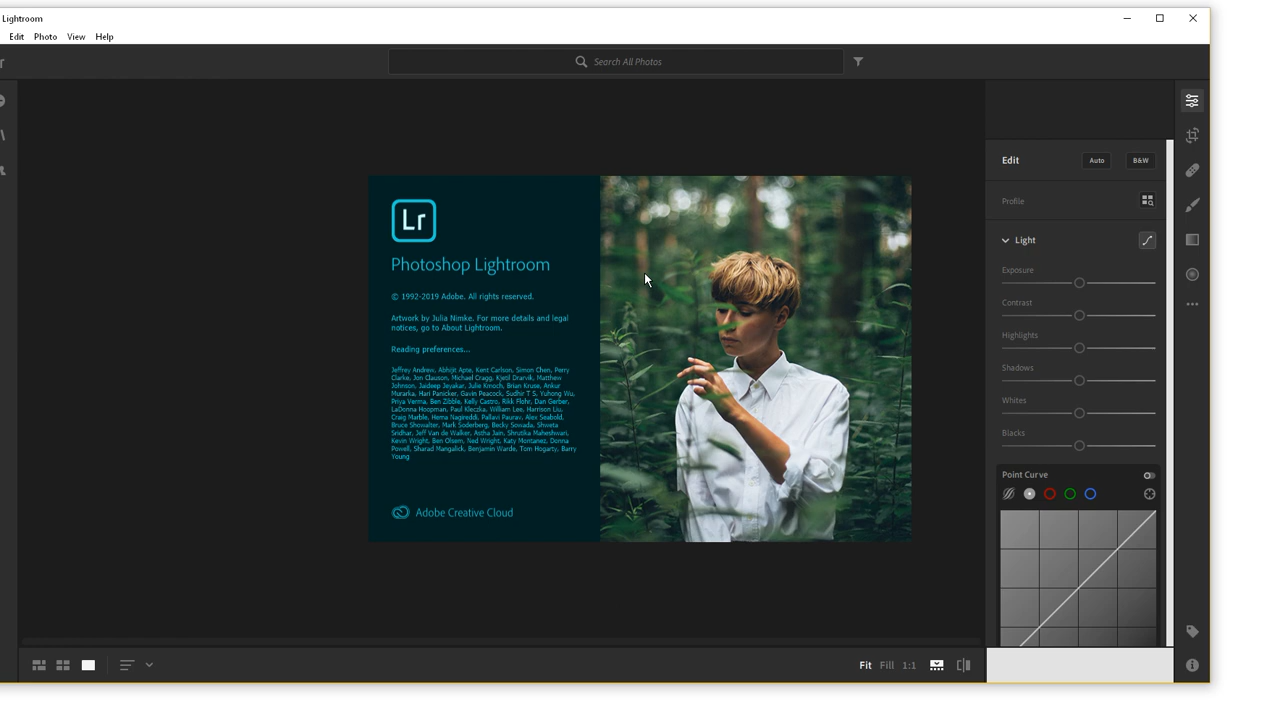 Lightroom
Edit Photo View Help
Search All Photos
Edit Auto B&W
Profile
Light
Exposure
Contrast
Highlights
Shadows
Whites
Blacks
Point Curve
Lr
Photoshop Lightroom
© 1992-2019 Adobe. All rights reserved.
Artwork by Julia Nimke. For more details and legal
notices, go to About Lightroom.
Reading preferences...
Jeffrey Andrew, Abhijit Apte, Kent Carlson, Simon Chen, Perry
Clarke, Jon Clauson, Michael Cragg, Kjetil Drarvik, Matthew
Johnson, Jaideep Jeyakar, Julie Kmoch, Brian Kruse, Ankur
Murarka, Hari Panicker, Gavin Peacock, Sudhir T S, Yuhong Wu,
Priya Verma, Ben Zibble, Kelly Castro, Rikk Flohr, Dan Gerber,
LaDonna Hoopman, Paul Kleczka, William Lee, Harrison Liu,
Craig Marble, Hema Nagireddi, Pallavi Paurav, Alex Seabold,
Bruce Showalter, Mark Soderberg, Becky Sowada, Shweta
Sridhar, Jeff Van de Walker, Astha Jain, Shrutika Maheshwari,
Kevin Wright, Ben Olsem, Ned Wright, Katy Montanez, Donna
Powell, Sharad Mangalick, Benjamin Warde, Tom Hogarty, Barry
Young
Adobe Creative Cloud
Fit Fill 1:1